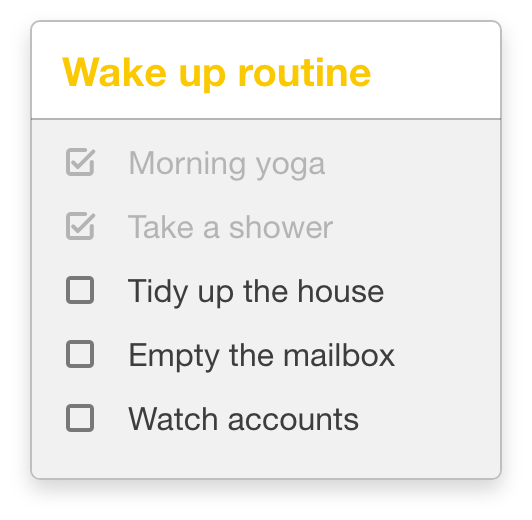 Wake up routine
Morning yoga
Take a shower
Tidy up the house
Empty the mailbox
Watch accounts